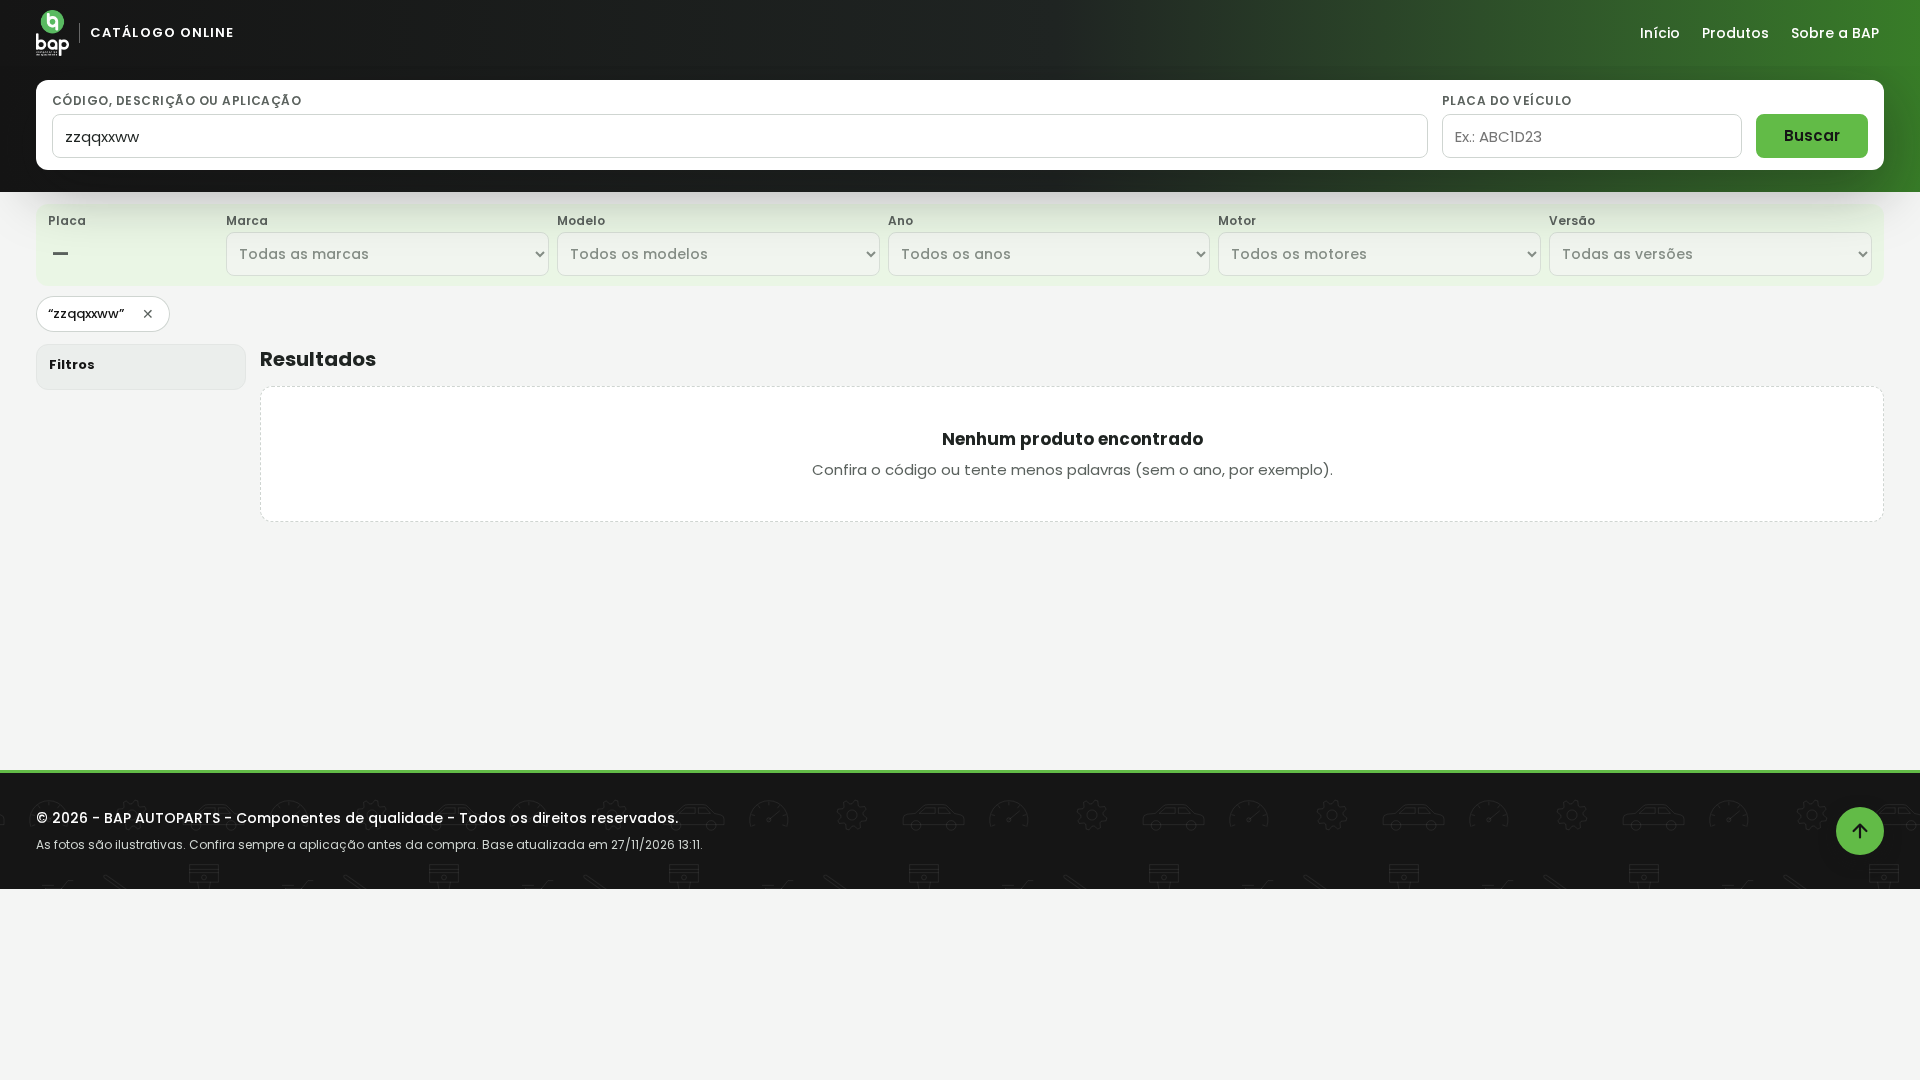 bap
CATÁLOGO ONLINE
Início
Produtos
Sobre a BAP
CÓDIGO, DESCRIÇÃO OU APLICAÇÃO
zzqqxxww
PLACA DO VEÍCULO
Ex.: ABC1D23
Buscar
Placa
—
Marca
Todas as marcas
Modelo
Todos os modelos
Ano
Todos os anos
Motor
Todos os motores
Versão
Todas as versões
“zzqqxxww” ✕
Filtros
Resultados
Nenhum produto encontrado
Confira o código ou tente menos palavras (sem o ano, por exemplo).
© 2026 - BAP AUTOPARTS - Componentes de qualidade - Todos os direitos reservados.
As fotos são ilustrativas. Confira sempre a aplicação antes da compra. Base atualizada em 27/11/2026 13:11.